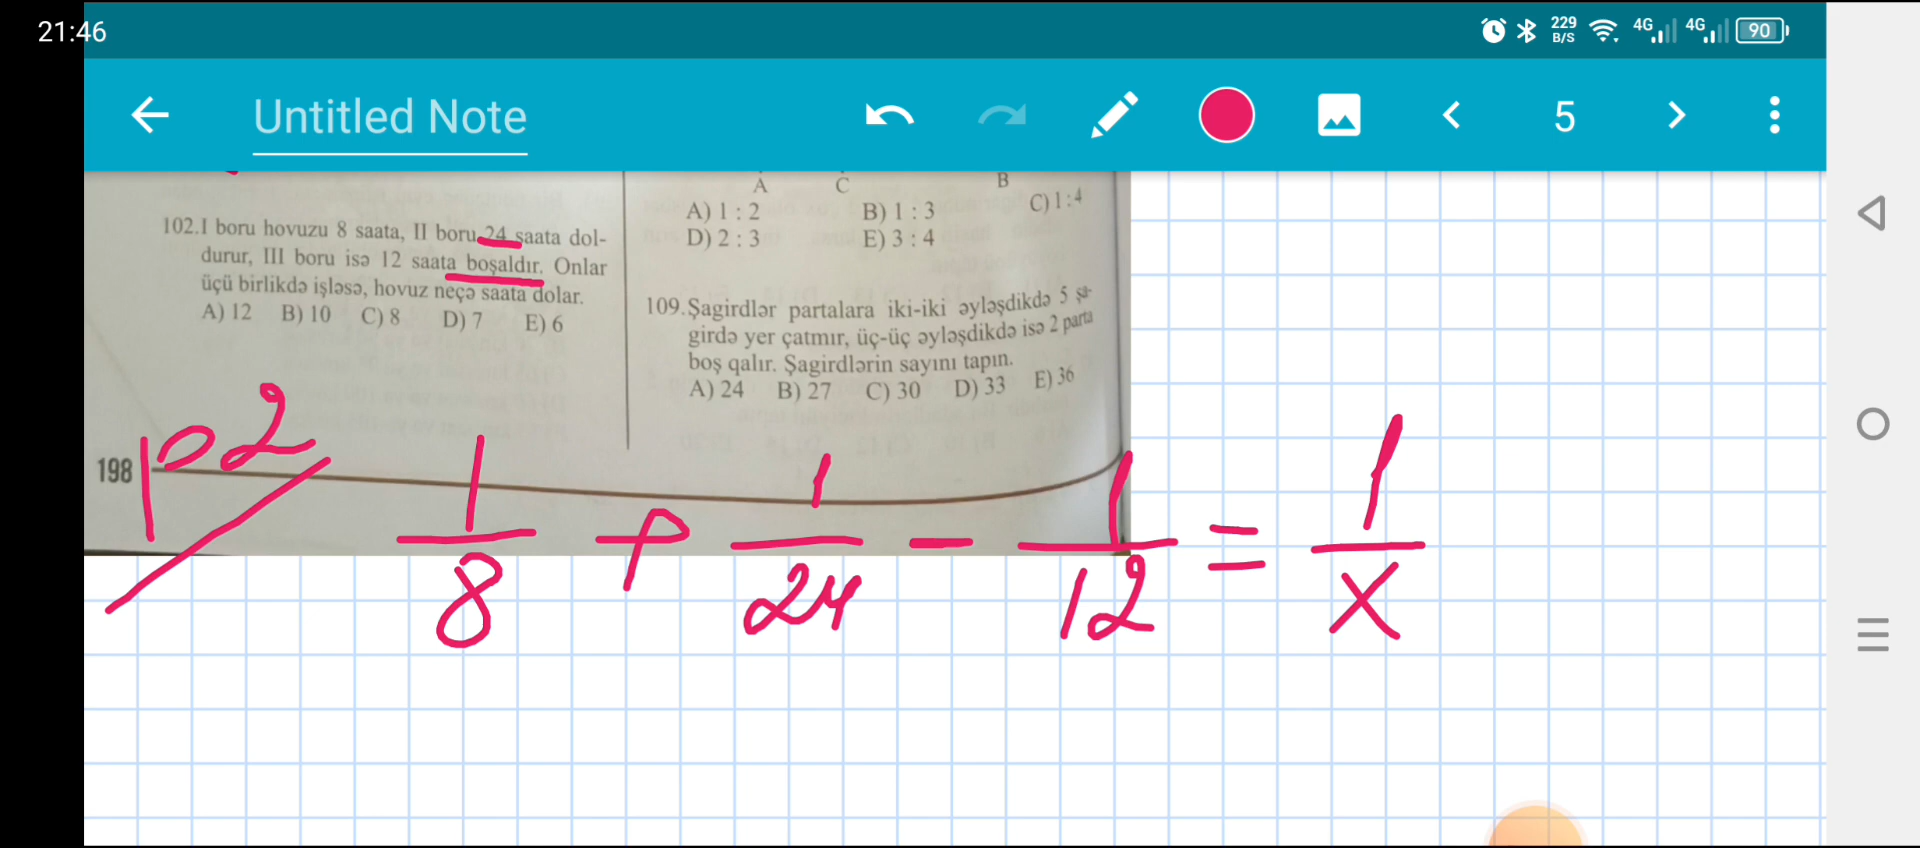 21:46
229 B/S 4G 4G 90
Untitled Note
5
A C B
102.I boru hovuzu 8 saata, II boru 24 saata dol-
durur, III boru isə 12 saata boşaldır. Onlar
üçü birlikdə işləsə, hovuz neçə saata dolar.
A) 12 B) 10 C) 8 D) 7 E) 6
A) 1 : 2 B) 1 : 3 C) 1 : 4
D) 2 : 3 E) 3 : 4
109.Şagirdlər partalara iki-iki əyləşdikdə 5 şa-
girdə yer çatmır, üç-üç əyləşdikdə isə 2 parta
boş qalır. Şagirdlərin sayını tapın.
A) 24 B) 27 C) 30 D) 33 E) 36
198
102
1/8 + 1/24 - 1/12 = 1/x